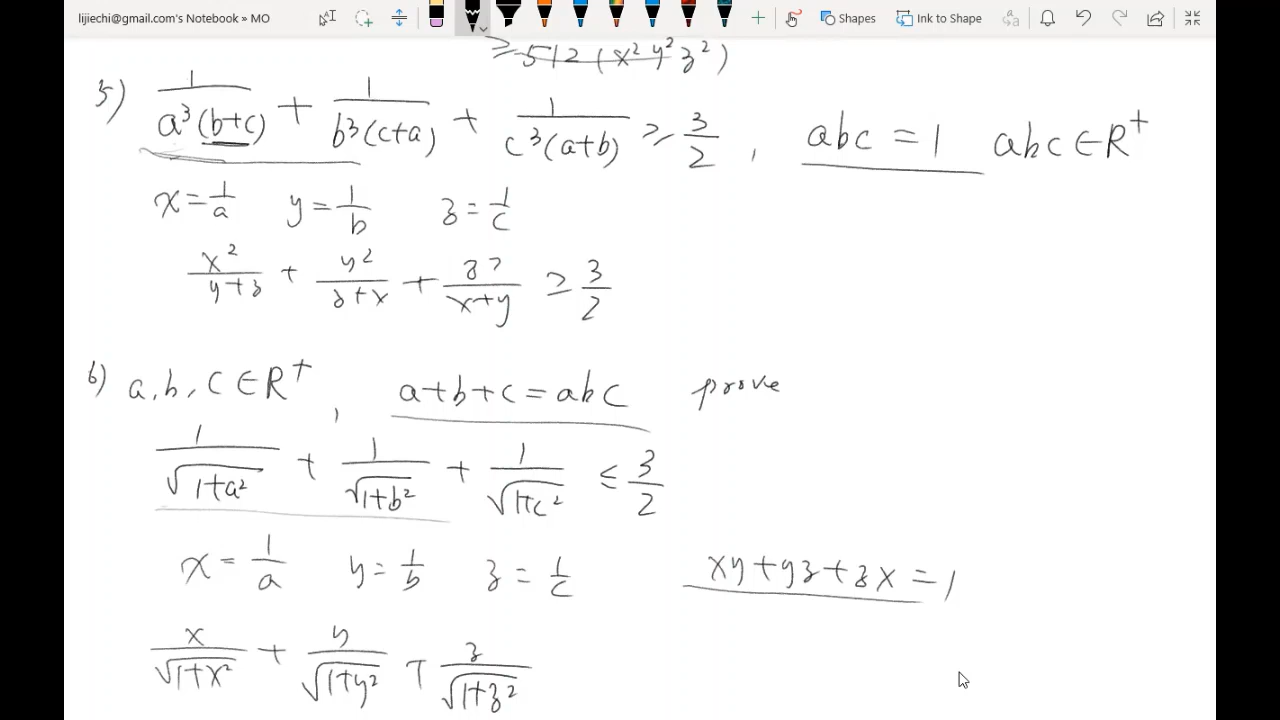 lijiechi@gmail.com's Notebook » MO
Shapes
Ink to Shape
≥ 512 (x² y² z²)
5) 1/(a³(b+c)) + 1/(b³(c+a)) + 1/(c³(a+b)) ≥ 3/2 , abc = 1 abc ∈ R⁺
x = 1/a y = 1/b z = 1/c
x²/(y+z) + y²/(z+x) + z²/(x+y) ≥ 3/2
6) a, b, c ∈ R⁺ , a+b+c = abc prove
1/√(1+a²) + 1/√(1+b²) + 1/√(1+c²) ≤ 3/2
x = 1/a y = 1/b z = 1/c xy+yz+zx = 1
x/√(1+x²) + y/√(1+y²) + z/√(1+z²)